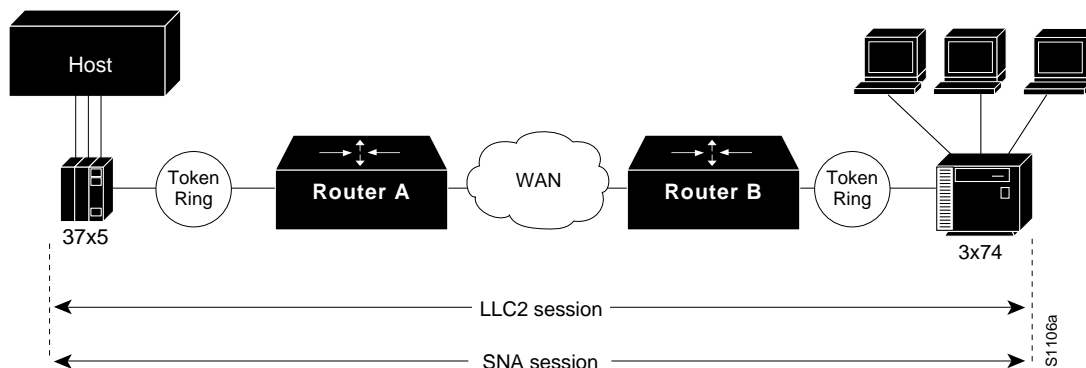 Host
Token
Ring
Router A
WAN
Router B
Token
Ring
37x5
3x74
LLC2 session
SNA session
S1106a